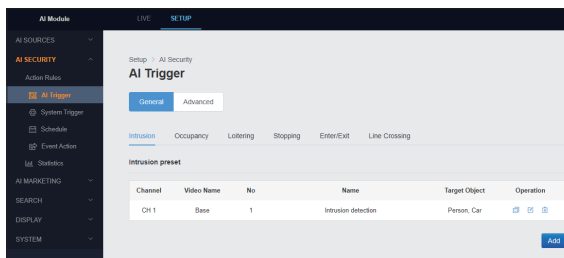 AI Module
LIVE SETUP
AI SOURCES
AI SECURITY
Action Rules
AI Trigger
System Trigger
Schedule
Event Action
Statistics
AI MARKETING
SEARCH
DISPLAY
SYSTEM
Setup > AI Security
AI Trigger
General Advanced
Intrusion Occupancy Loitering Stopping Enter/Exit Line Crossing
Intrusion preset
Channel Video Name No Name Target Object Operation
CH 1 Base 1 Intrusion detection Person, Car
Add